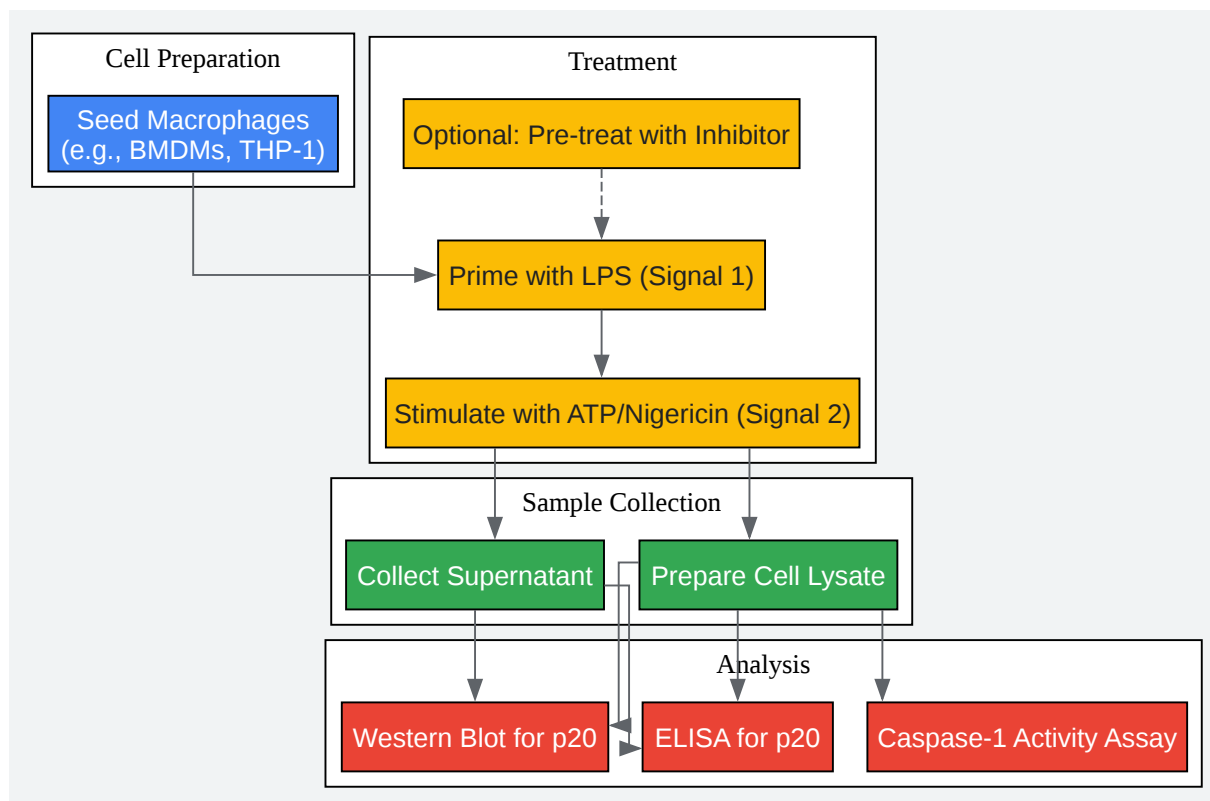 Cell Preparation
Seed Macrophages
(e.g., BMDMs, THP-1)
Treatment
Optional: Pre-treat with Inhibitor
Prime with LPS (Signal 1)
Stimulate with ATP/Nigericin (Signal 2)
Sample Collection
Collect Supernatant
Prepare Cell Lysate
Analysis
Western Blot for p20
ELISA for p20
Caspase-1 Activity Assay